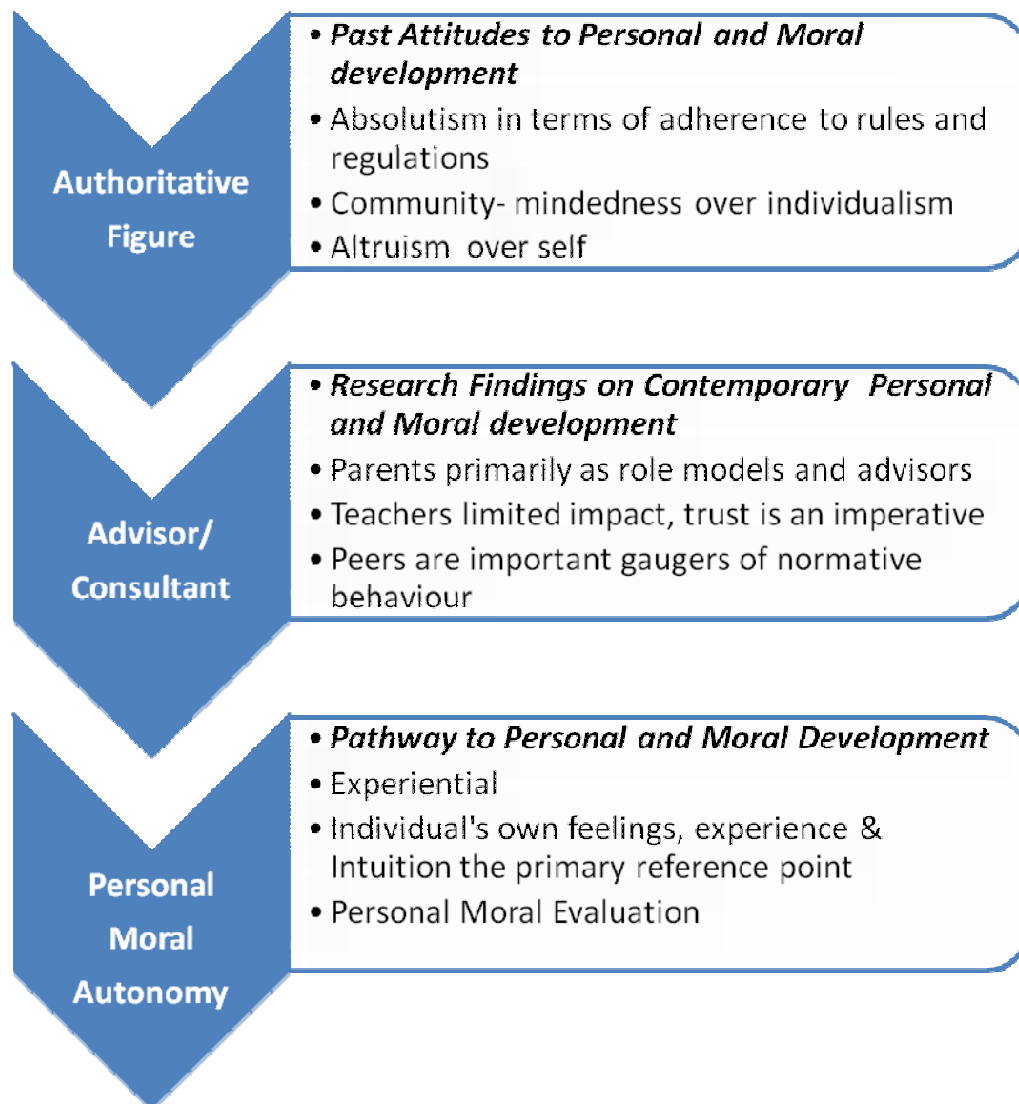 Authoritative
Figure
• Past Attitudes to Personal and Moral
development
• Absolutism in terms of adherence to rules and
regulations
• Community- mindedness over individualism
• Altruism over self
Advisor/
Consultant
• Research Findings on Contemporary Personal
and Moral development
• Parents primarily as role models and advisors
• Teachers limited impact, trust is an imperative
• Peers are important gaugers of normative
behaviour
Personal
Moral
Autonomy
• Pathway to Personal and Moral Development
• Experiential
• Individual's own feelings, experience &
Intuition the primary reference point
• Personal Moral Evaluation